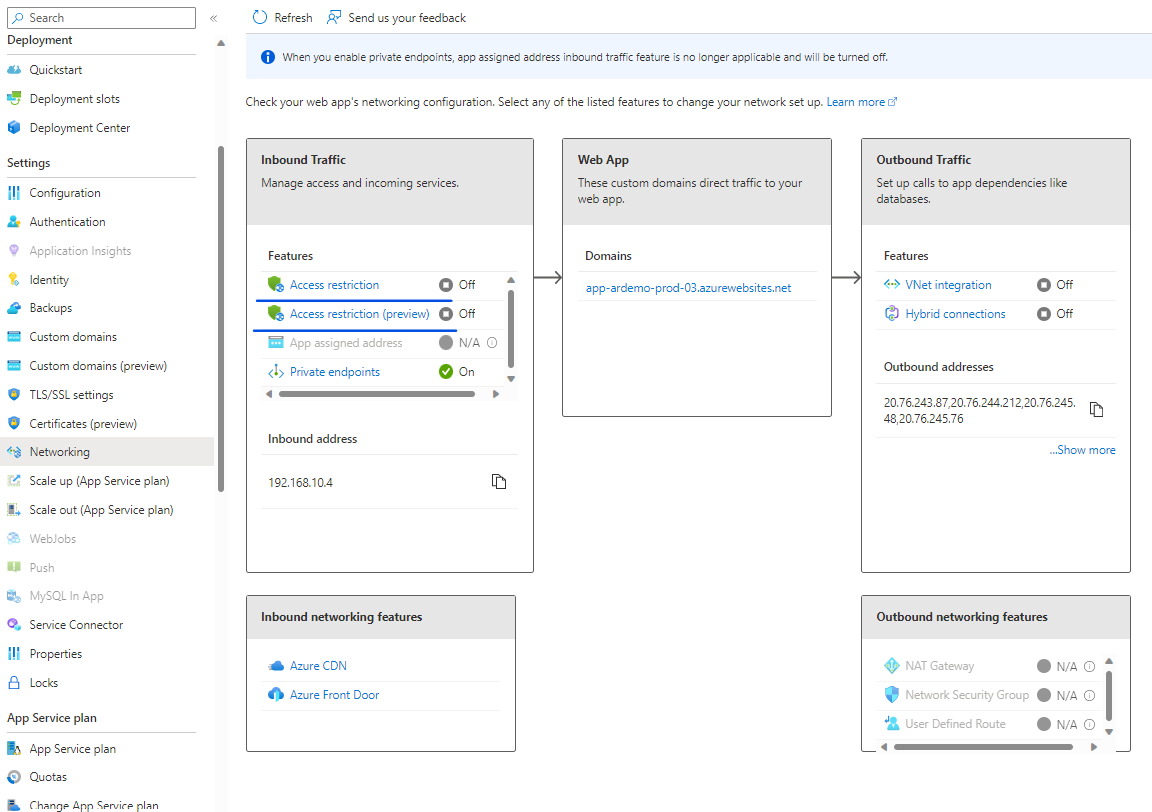 Search
«
Refresh
Send us your feedback
Deployment
Quickstart
Deployment slots
Deployment Center
Settings
Configuration
Authentication
Application Insights
Identity
Backups
Custom domains
Custom domains (preview)
TLS/SSL settings
Certificates (preview)
Networking
Scale up (App Service plan)
Scale out (App Service plan)
WebJobs
Push
MySQL In App
Service Connector
Properties
Locks
App Service plan
App Service plan
Quotas
Change App Service plan
When you enable private endpoints, app assigned address inbound traffic feature is no longer applicable and will be turned off.
Check your web app's networking configuration. Select any of the listed features to change your network set up. Learn more
Inbound Traffic
Manage access and incoming services.
Features
Access restriction Off
Access restriction (preview) Off
App assigned address N/A
Private endpoints On
Inbound address
192.168.10.4
Web App
These custom domains direct traffic to your
web app.
Domains
app-ardemo-prod-03.azurewebsites.net
Outbound Traffic
Set up calls to app dependencies like
databases.
Features
VNet integration Off
Hybrid connections Off
Outbound addresses
20.76.243.87,20.76.244.212,20.76.245.
48,20.76.245.76
...Show more
Inbound networking features
Azure CDN
Azure Front Door
Outbound networking features
NAT Gateway N/A
Network Security Group N/A
User Defined Route N/A